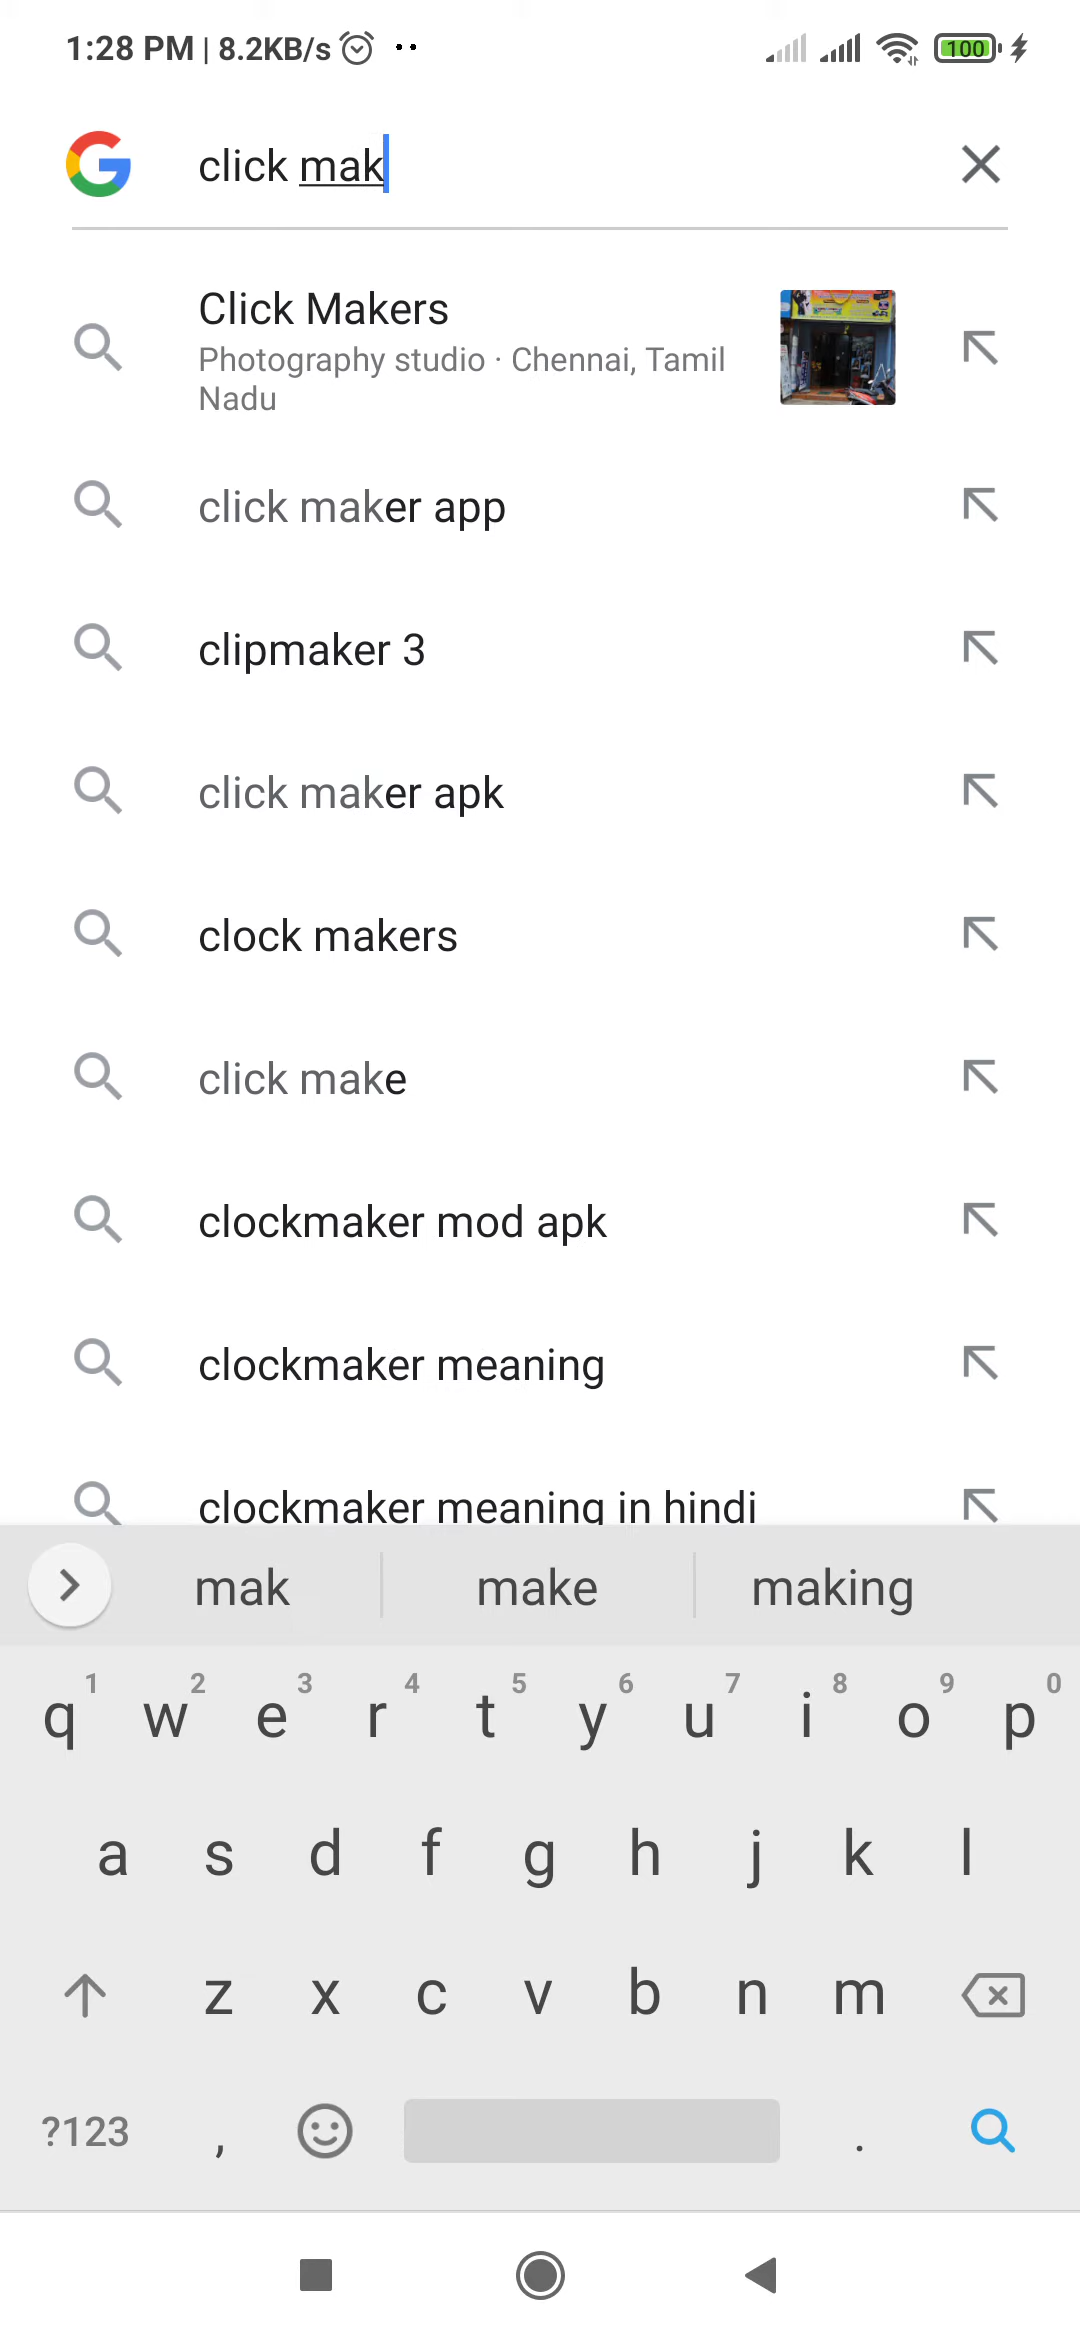 1:28 PM | 8.2KB/s
100
click mak
Click Makers
Photography studio · Chennai, Tamil
Nadu
click maker app
clipmaker 3
click maker apk
clock makers
click make
clockmaker mod apk
clockmaker meaning
clockmaker meaning in hindi
mak make making
1 2 3 4 5 6 7 8 9 0
q w e r t y u i o p
a s d f g h j k l
z x c v b n m
?123 , .